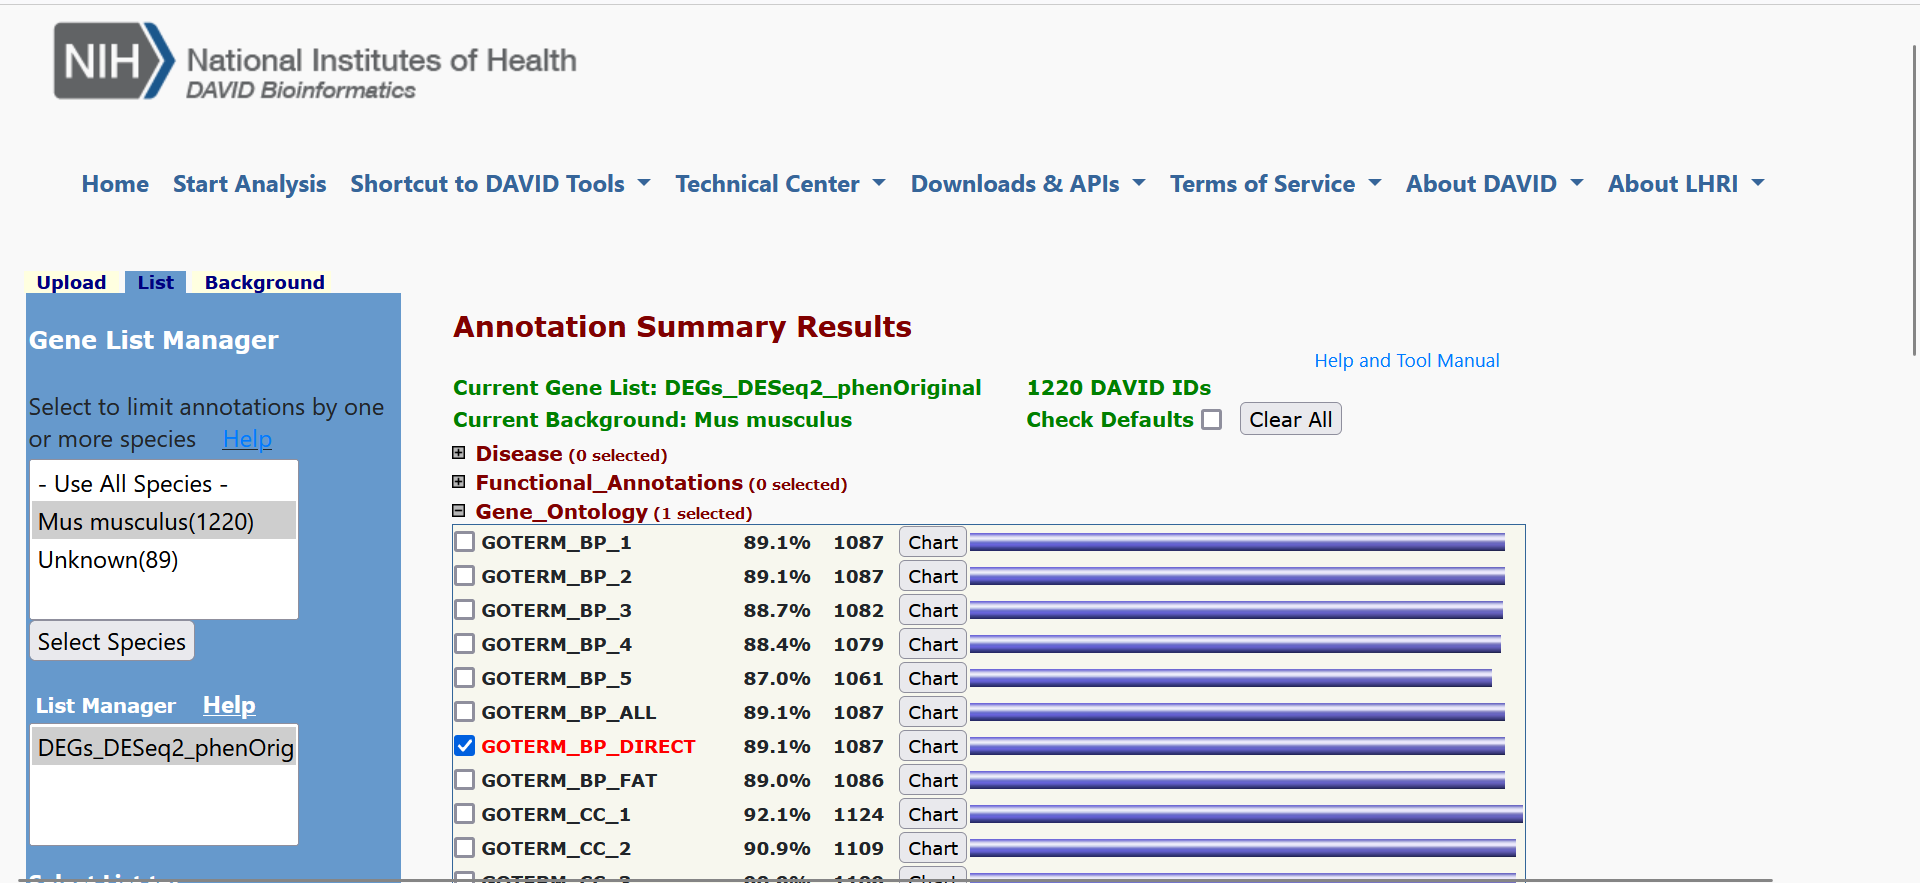 NIH National Institutes of Health
DAVID Bioinformatics
Home Start Analysis Shortcut to DAVID Tools Technical Center Downloads & APIs Terms of Service About DAVID About LHRI
Upload List Background
Gene List Manager
Select to limit annotations by one
or more species Help
- Use All Species -
Mus musculus(1220)
Unknown(89)
Select Species
List Manager Help
DEGs_DESeq2_phenOrig
Annotation Summary Results
Help and Tool Manual
Current Gene List: DEGs_DESeq2_phenOriginal 1220 DAVID IDs
Current Background: Mus musculus Check Defaults Clear All
Disease (0 selected)
Functional_Annotations (0 selected)
Gene_Ontology (1 selected)
GOTERM_BP_1 89.1% 1087 Chart
GOTERM_BP_2 89.1% 1087 Chart
GOTERM_BP_3 88.7% 1082 Chart
GOTERM_BP_4 88.4% 1079 Chart
GOTERM_BP_5 87.0% 1061 Chart
GOTERM_BP_ALL 89.1% 1087 Chart
GOTERM_BP_DIRECT 89.1% 1087 Chart
GOTERM_BP_FAT 89.0% 1086 Chart
GOTERM_CC_1 92.1% 1124 Chart
GOTERM_CC_2 90.9% 1109 Chart